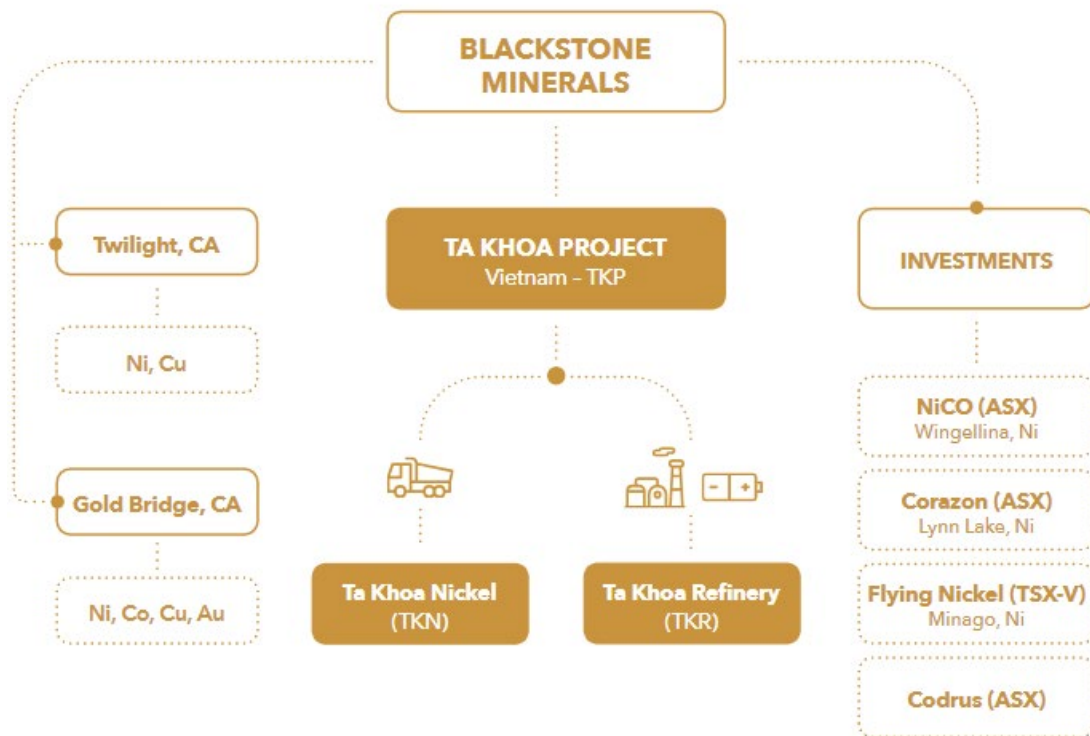 BLACKSTONE
MINERALS
Twilight, CA
Ni, Cu
Gold Bridge, CA
Ni, Co, Cu, Au
TA KHOA PROJECT
Vietnam – TKP
Ta Khoa Nickel
(TKN)
Ta Khoa Refinery
(TKR)
INVESTMENTS
NiCO (ASX)
Wingellina, Ni
Corazon (ASX)
Lynn Lake, Ni
Flying Nickel (TSX-V)
Minago, Ni
Codrus (ASX)